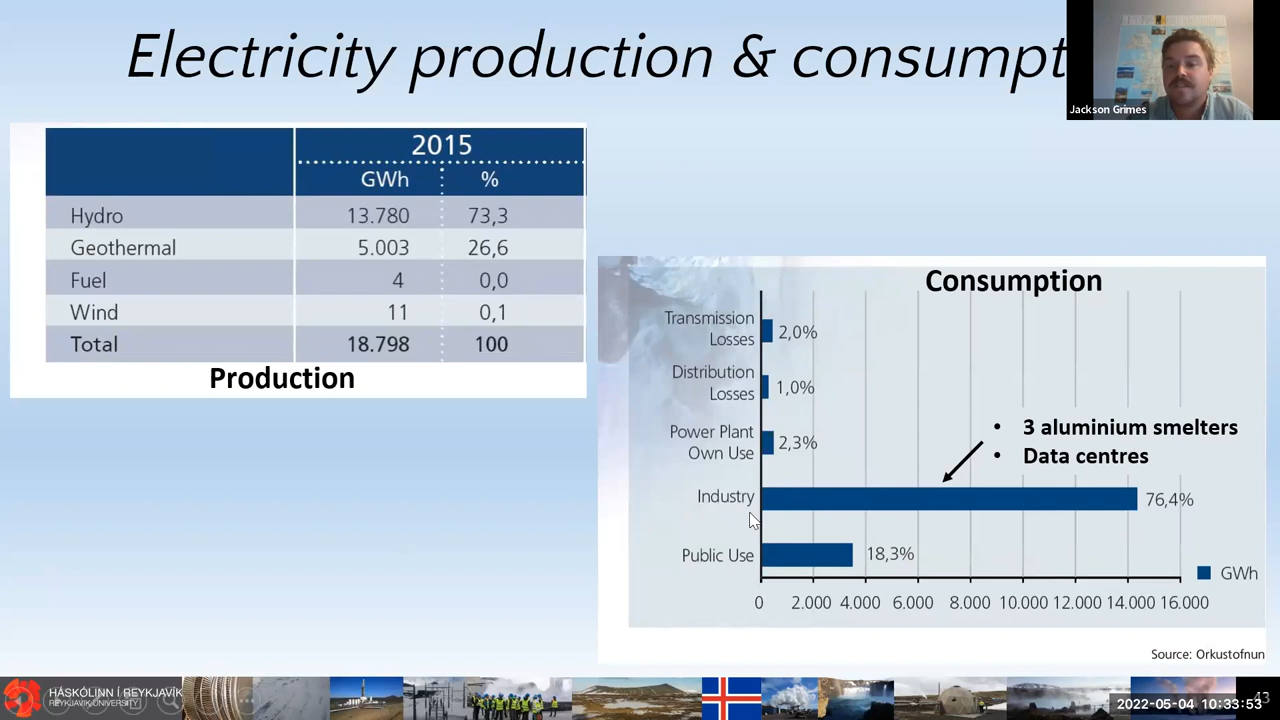 Electricity production & consumpt
Jackson Grimes
2015
GWh %
Hydro 13.780 73,3
Geothermal 5.003 26,6
Fuel 4 0,0
Wind 11 0,1
Total 18.798 100
Production
Consumption
Transmission
Losses 2,0%
Distribution
Losses 1,0%
Power Plant
Own Use 2,3%
• 3 aluminium smelters
• Data centres
Industry 76,4%
Public Use 18,3%
GWh
0 2.000 4.000 6.000 8.000 10.000 12.000 14.000 16.000
Source: Orkustofnun
HÁSKÓLINN Í REYKJAVÍK
REYKJAVIK UNIVERSITY
43
2022-05-04 10:33:53